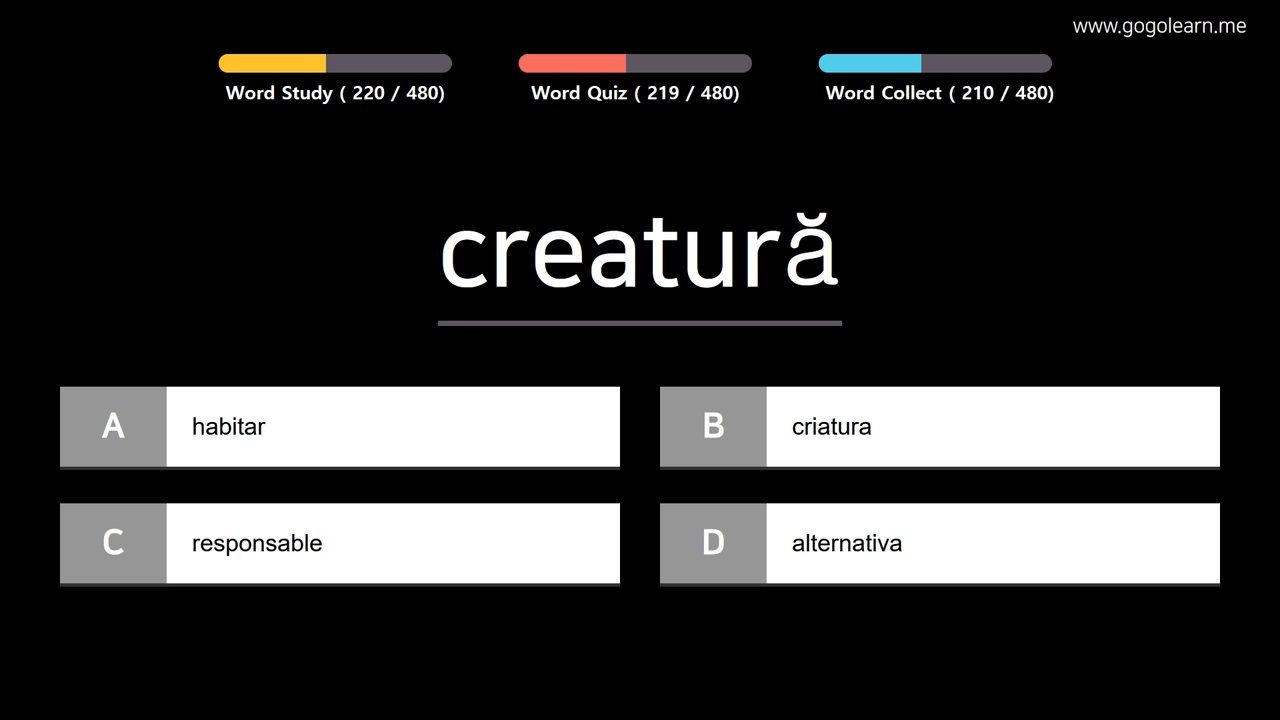 www.gogolearn.me
Word Study ( 220 / 480)
Word Quiz ( 219 / 480)
Word Collect ( 210 / 480)
creatură
A habitar
B criatura
C responsable
D alternativa